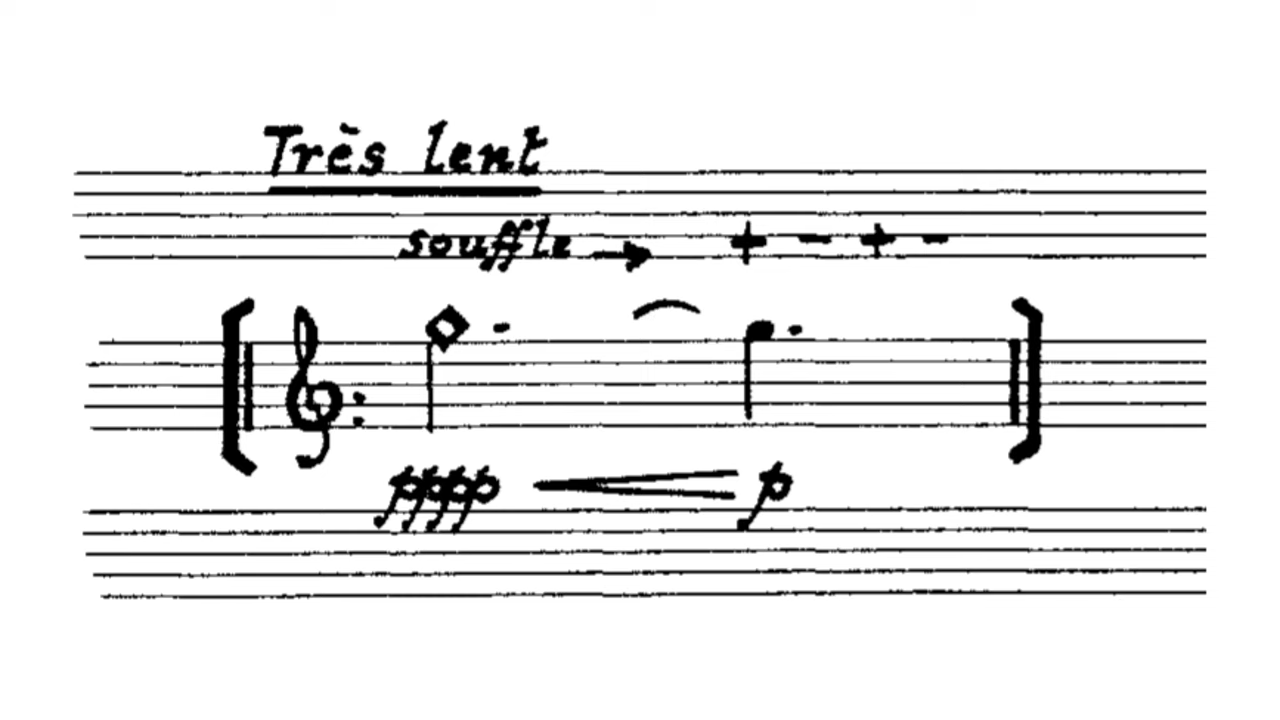 Très lent
souffle → + - + -
pppp p